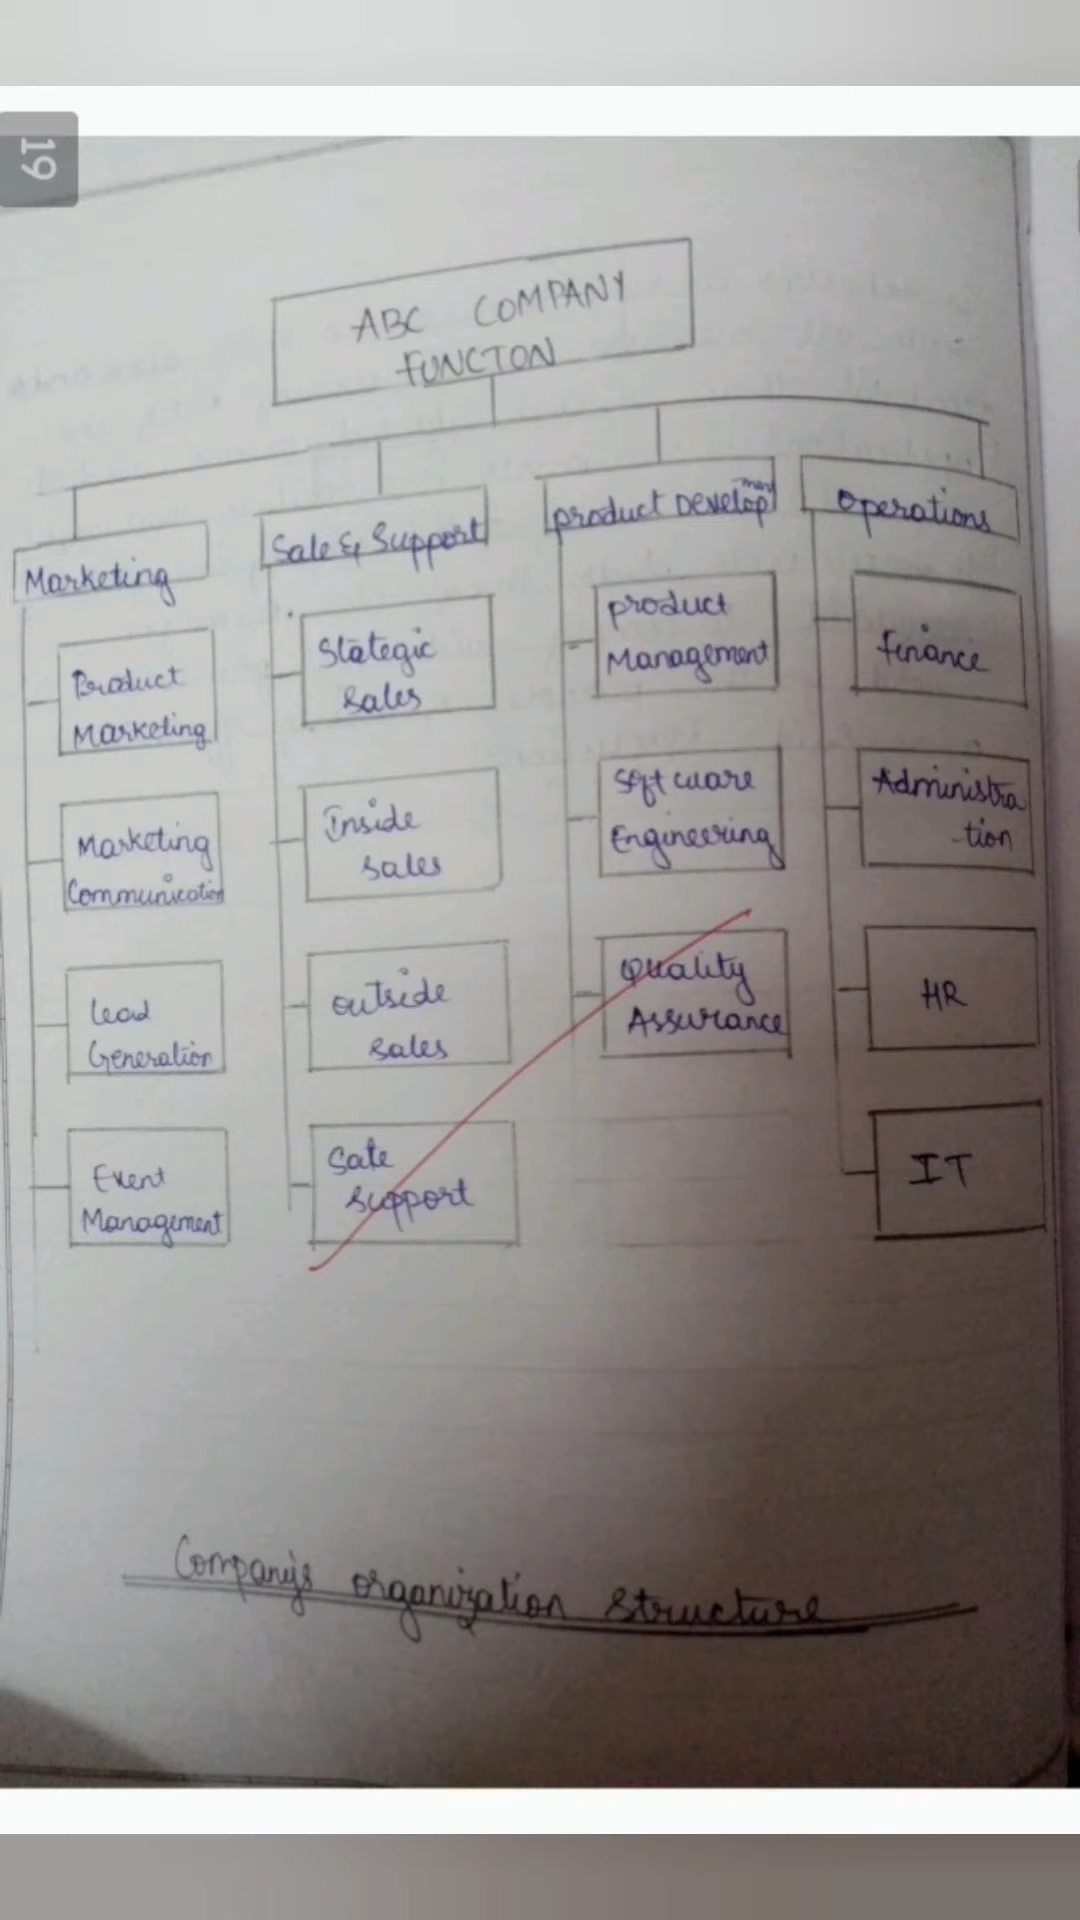 19
ABC COMPANY
FUNCTON
Marketing
Product
Marketing
Marketing
Communication
Lead
Generation
Event
Management
Sale & Support
Stategic
Sales
Inside
Sales
Outside
Sales
Sale
Support
product Development
product
Management
Software
Engineering
Quality
Assurance
Operations
finance
Administra
-tion
HR
IT
Company's organization structure